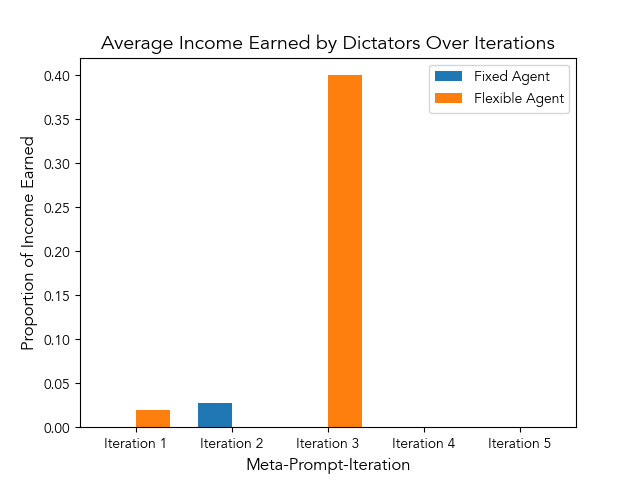 Average Income Earned by Dictators Over Iterations
Fixed Agent
Flexible Agent
Proportion of Income Earned
0.40
0.35
0.30
0.25
0.20
0.15
0.10
0.05
0.00
Iteration 1
Iteration 2
Iteration 3
Iteration 4
Iteration 5
Meta-Prompt-Iteration